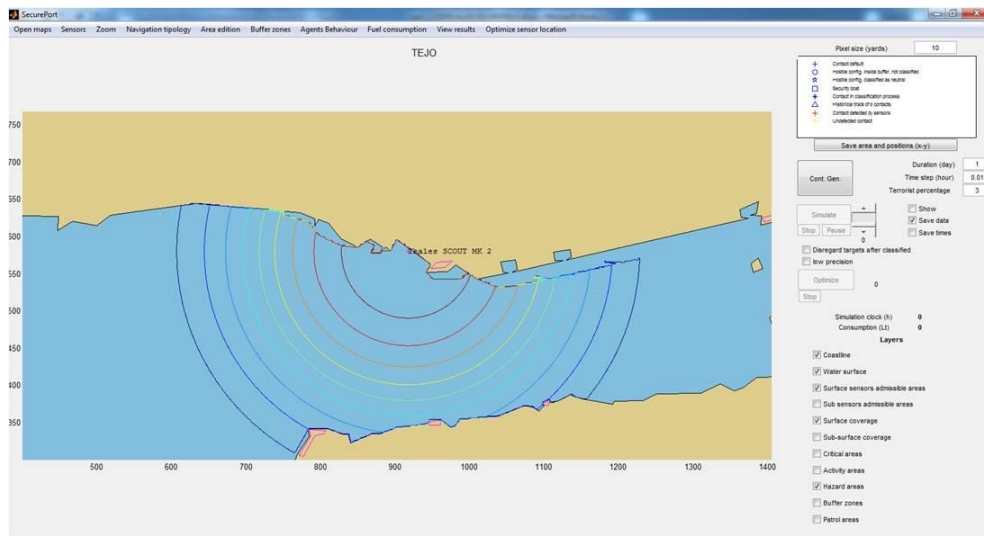 SecurePort
Open maps Sensors Zoom Navigation tipology Area edition Buffer zones Agents Behaviour Fuel consumption View results Optimize sensor location
TEJO
Pixel size (yards) 10
Contact default
Hostile config. inside buffer, not classified
Hostile config. classified as neutral
Security boat
Contact in classification process
Historical track of s contacts
Contact detected by sensors
Undetected contact
Save area and positions (x-y)
Cont. Gen.
Duration (day) 1
Time step (hour) 0.01
Terrorist percentage 3
Simulate
Stop Pause
0
Show
Save data
Save times
Disregard targets after classified
low precision
Optimize 0
Stop
Simulation clock (h) 0
Consumption (Lt) 0
Layers
Coastline
Water surface
Surface sensors admissible areas
Sub sensors admissible areas
Surface coverage
Sub-surface coverage
Critical areas
Activity areas
Hazard areas
Buffer zones
Patrol areas
Thales SCOUT MK 2
750
700
650
600
550
500
450
400
350
500 600 700 800 900 1000 1100 1200 1300 1400